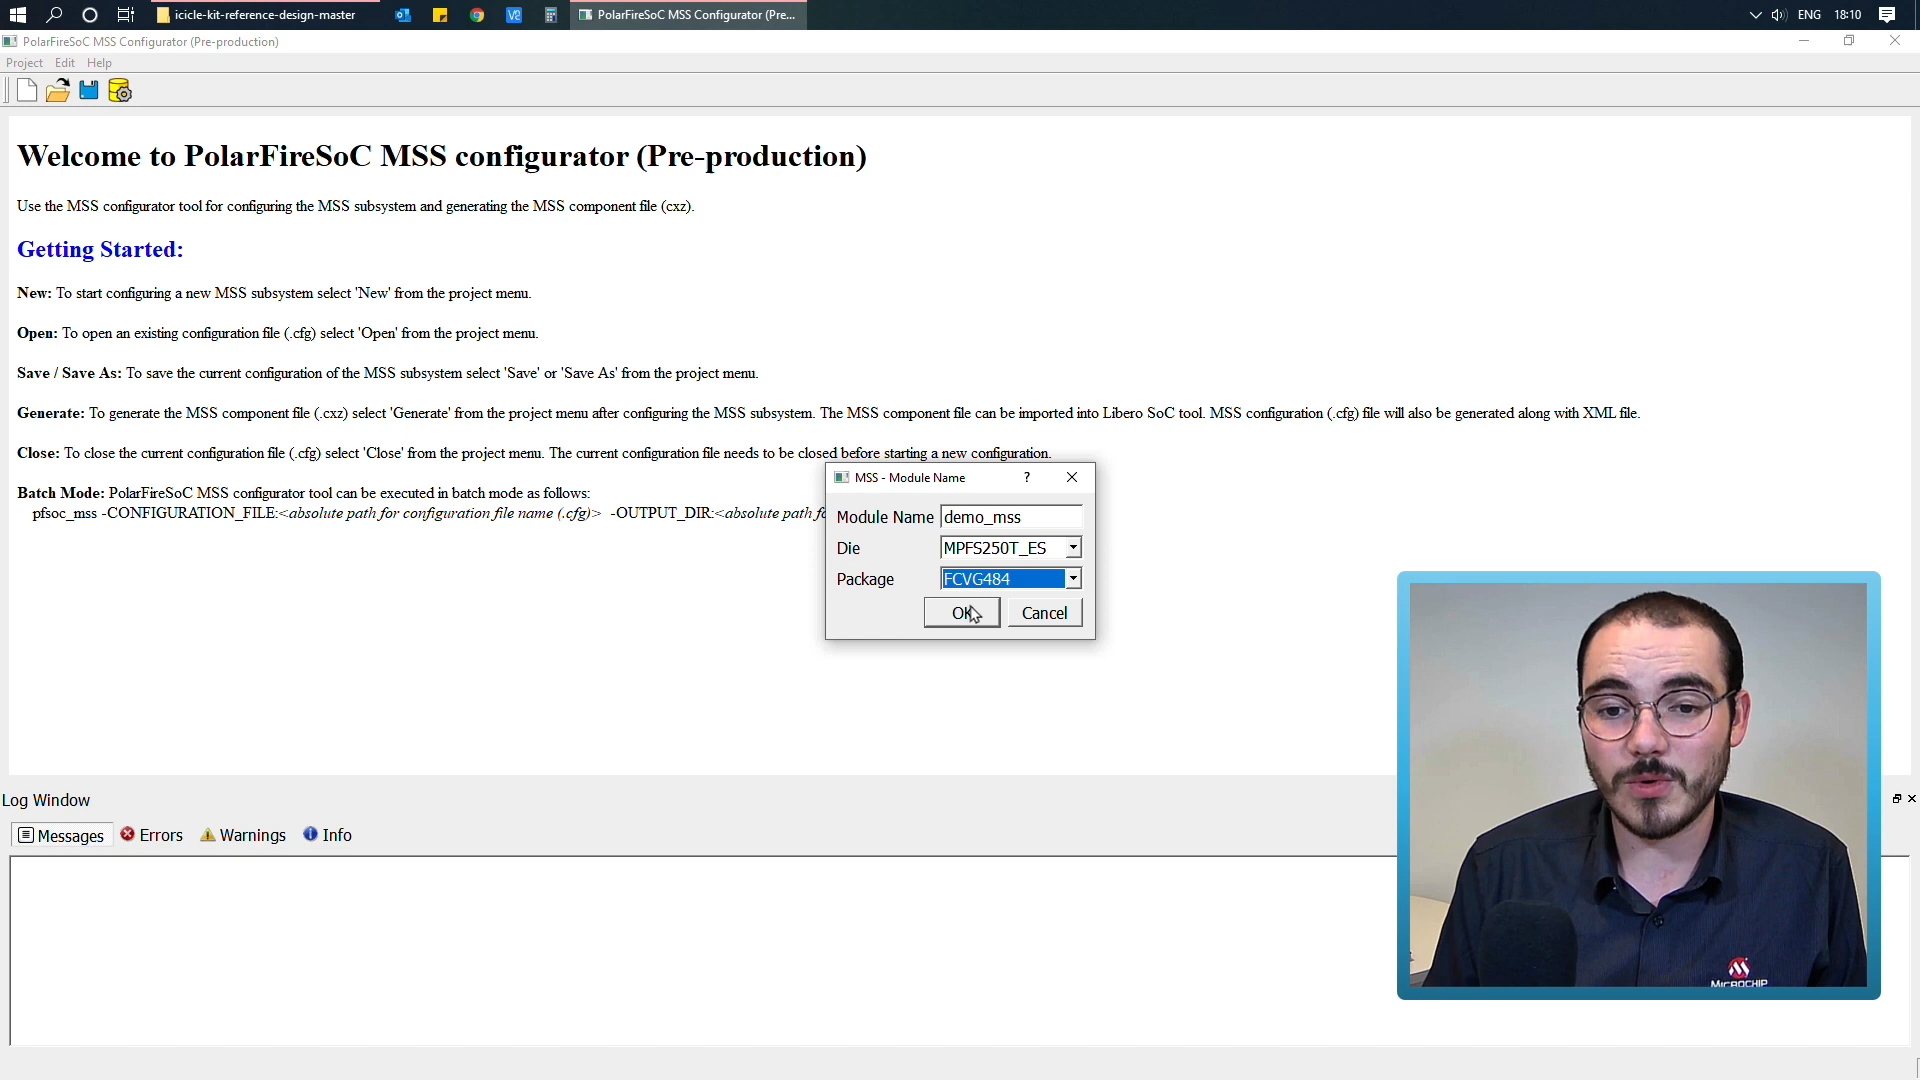 icicle-kit-reference-design-master
PolarFireSoC MSS Configurator (Pre...
ENG
18:10
PolarFireSoC MSS Configurator (Pre-production)
Project Edit Help
Welcome to PolarFireSoC MSS configurator (Pre-production)
Use the MSS configurator tool for configuring the MSS subsystem and generating the MSS component file (cxz).
Getting Started:
New: To start configuring a new MSS subsystem select 'New' from the project menu.
Open: To open an existing configuration file (.cfg) select 'Open' from the project menu.
Save / Save As: To save the current configuration of the MSS subsystem select 'Save' or 'Save As' from the project menu.
Generate: To generate the MSS component file (.cxz) select 'Generate' from the project menu after configuring the MSS subsystem. The MSS component file can be imported into Libero SoC tool. MSS configuration (.cfg) file will also be generated along with XML file.
Close: To close the current configuration file (.cfg) select 'Close' from the project menu. The current configuration file needs to be closed before starting a new configuration.
Batch Mode: PolarFireSoC MSS configurator tool can be executed in batch mode as follows:
pfsoc_mss -CONFIGURATION_FILE:<absolute path for configuration file name (.cfg)> -OUTPUT_DIR:<absolute path fo
MSS - Module Name
Module Name demo_mss
Die MPFS250T_ES
Package FCVG484
OK Cancel
Log Window
Messages Errors Warnings Info
MICROCHIP